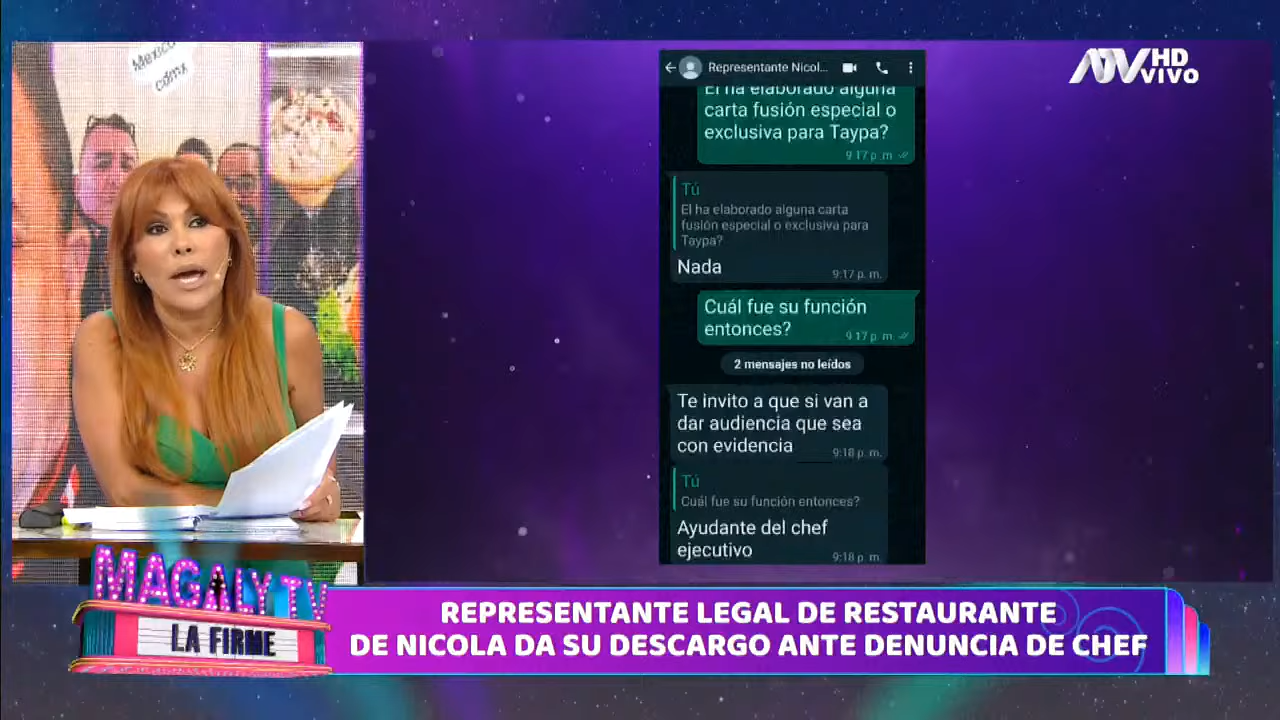 Mexico
cdmx
ATV HD
VIVO
Representante Nicol...
El ha elaborado alguna
carta fusión especial o
exclusiva para Taypa?
9:17 p. m.
Tú
El ha elaborado alguna carta
fusión especial o exclusiva para
Taypa?
Nada
9:17 p. m.
Cuál fue su función
entonces?
9:17 p. m.
2 mensajes no leídos
Te invito a que si van a
dar audiencia que sea
con evidencia
9:18 p. m.
Tú
Cuál fue su función entonces?
Ayudante del chef
ejecutivo
9:18 p. m.
MAGALY TV
LA FIRME
REPRESENTANTE LEGAL DE RESTAURANTE
DE NICOLA DA SU DESCARGO ANTE DENUNCIA DE CHEF